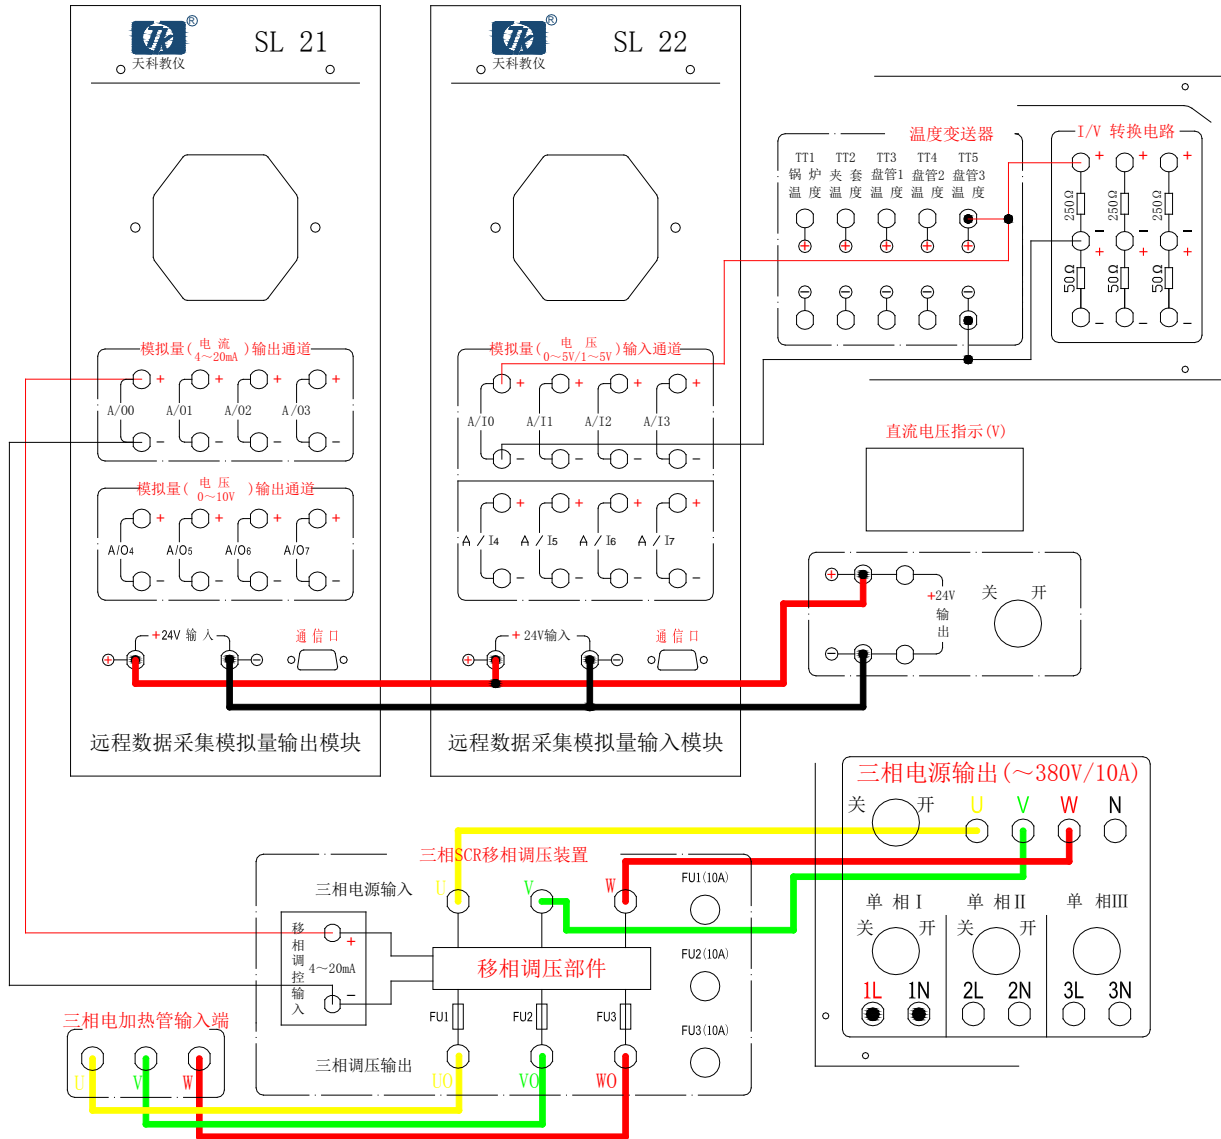 TK ®
天科教仪
SL 21
模拟量( 电 流 4～20mA )输出通道
+ + + +
A/00 A/01 A/02 A/03
- - - -
模拟量( 电 压 0～10V )输出通道
+ + + +
A/O4 A/O5 A/O6 A/O7
- - - -
+24V 输 入
通 信 口
+ -
远程数据采集模拟量输出模块
TK ®
天科教仪
SL 22
模拟量( 电 压 0～5V/1～5V )输入通道
+ + + +
A/I0 A/I1 A/I2 A/I3
- - - -
+ + + +
A / I4 A / I5 A / I6 A / I7
- - - -
+ 24V输入
通 信 口
+ -
远程数据采集模拟量输入模块
温度变送器
TT1 TT2 TT3 TT4 TT5
锅 炉 夹 套 盘管1 盘管2 盘管3
温 度 温 度 温 度 温 度 温 度
+ + + + +
- - - - -
I/V 转换电路
+ + +
250Ω 250Ω 250Ω
- - -
+ + +
50Ω 50Ω 50Ω
- - -
直流电压指示(V)
+
+24V
输
出
-
关 开
三相电源输出(～380V/10A)
关 开
U V W N
单 相 I 单 相 II 单 相III
关 开 关 开
1L 1N 2L 2N 3L 3N
三相SCR移相调压装置
三相电源输入
U V W
FU1(10A)
移相调控输入
+
4～20mA
-
移相调压部件
FU2(10A)
FU1 FU2 FU3
FU3(10A)
三相调压输出
UO VO WO
三相电加热管输入端
U V W